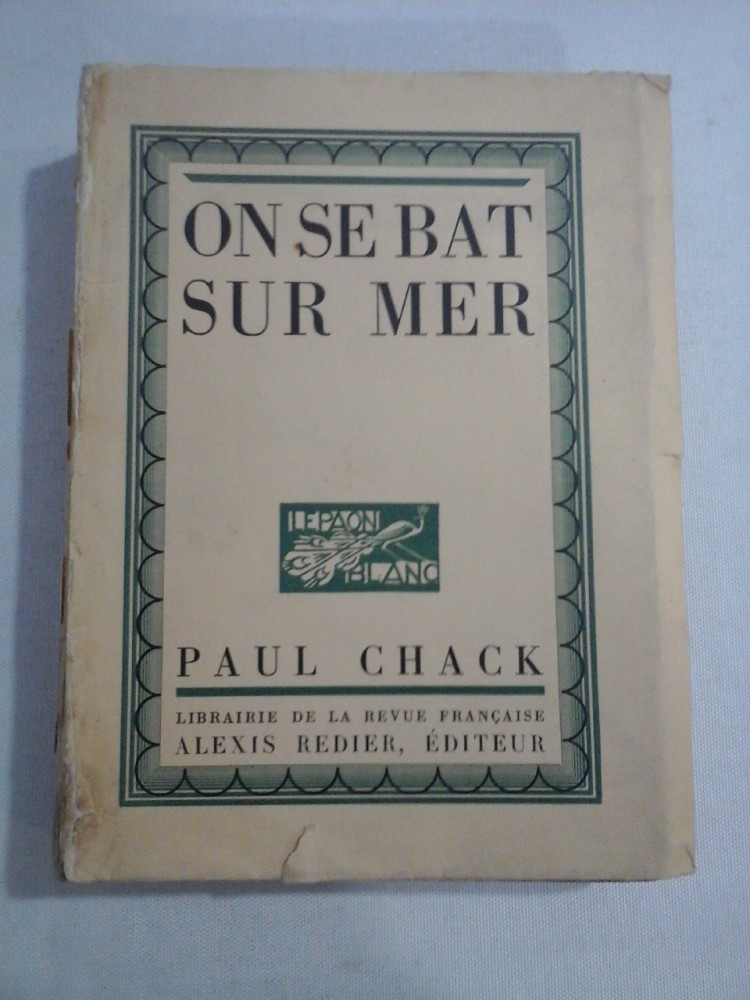 ON SE BAT
SUR MER
LE PAON
BLANC
PAUL CHACK
LIBRAIRIE DE LA REVUE FRANÇAISE
ALEXIS REDIER, ÉDITEUR